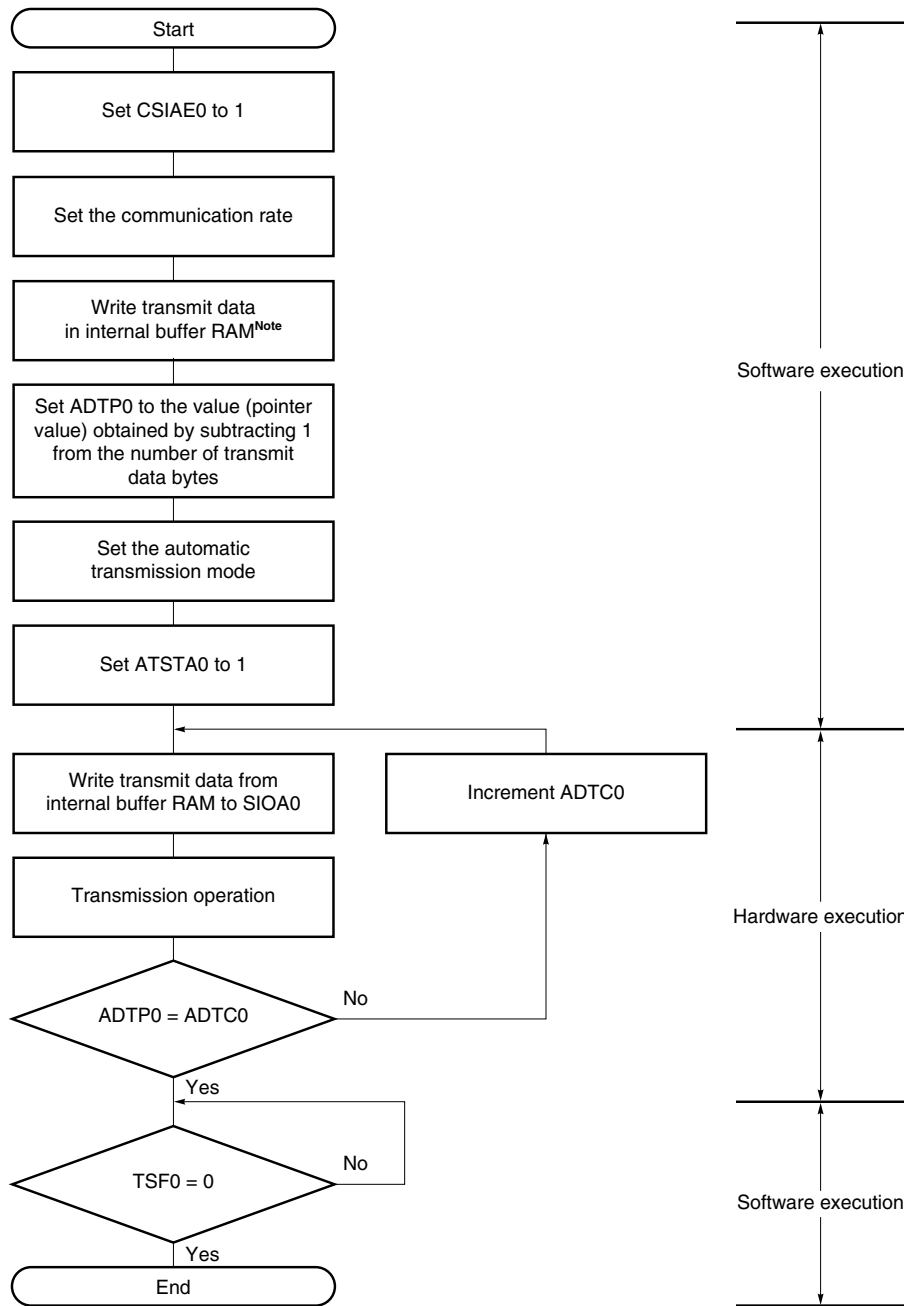 Start
Set CSIAE0 to 1
Set the communication rate
Write transmit data
in internal buffer RAMNote
Software execution
Set ADTP0 to the value (pointer
value) obtained by subtracting 1
from the number of transmit
data bytes
Set the automatic
transmission mode
Set ATSTA0 to 1
Write transmit data from
internal buffer RAM to SIOA0
Increment ADTC0
Transmission operation
Hardware execution
ADTP0 = ADTC0
No
Yes
TSF0 = 0
No
Software execution
Yes
End